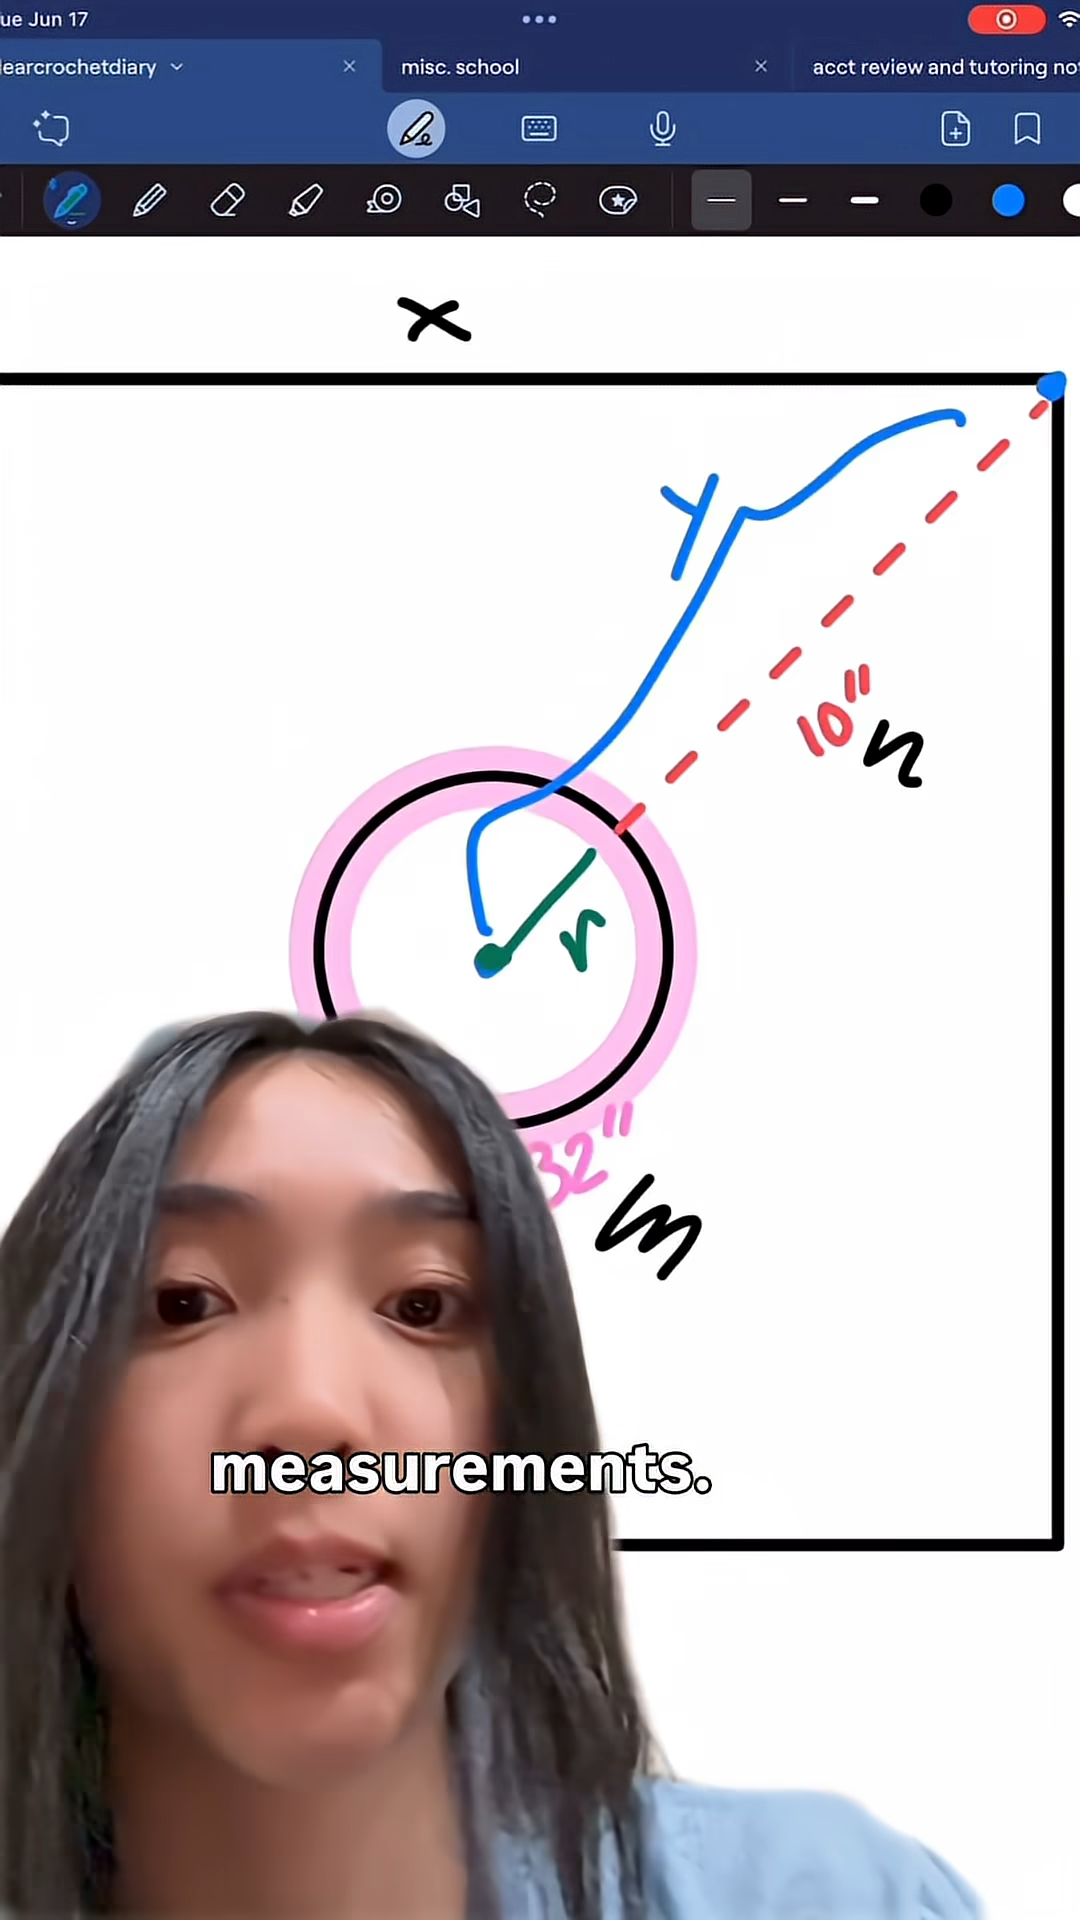 ue Jun 17
learcrochetdiary
misc. school
acct review and tutoring no
x
y
10" n
r
32" m
measurements.